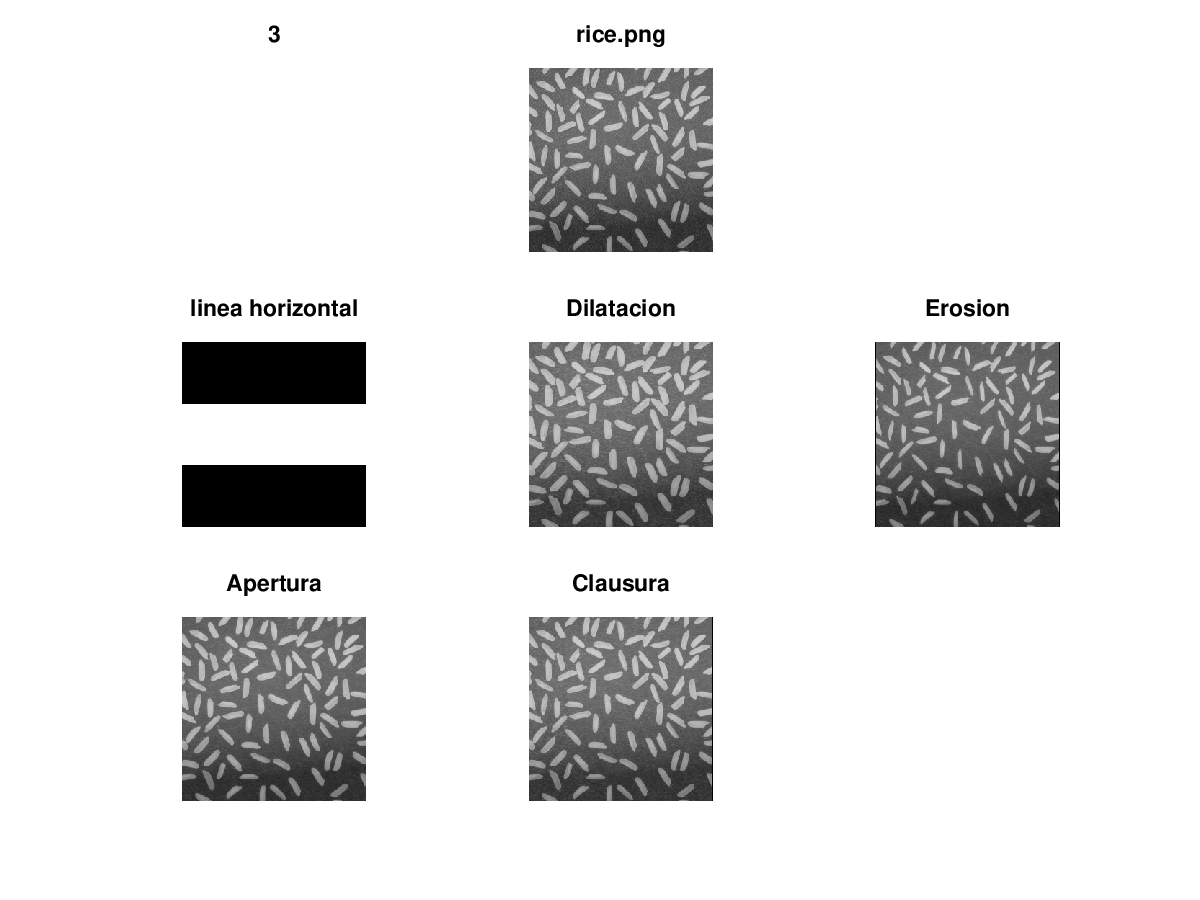 3
rice.png
linea horizontal
Dilatacion
Erosion
Apertura
Clausura